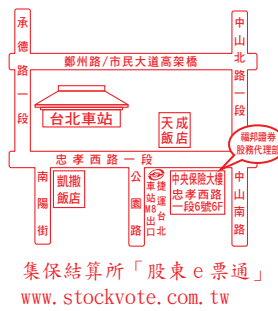 承德路一段
中山北路一段
鄭州路/市民大道高架橋
台北車站
天成
飯店
福邦證券
股務代理部
忠孝西路一段
南陽街
凱撒
飯店
公園路
捷運台北
車站M8出口
中央保險大樓
忠孝西路
一段6號6F
中山南路
集保結算所「股東e票通」
www.stockvote.com.tw